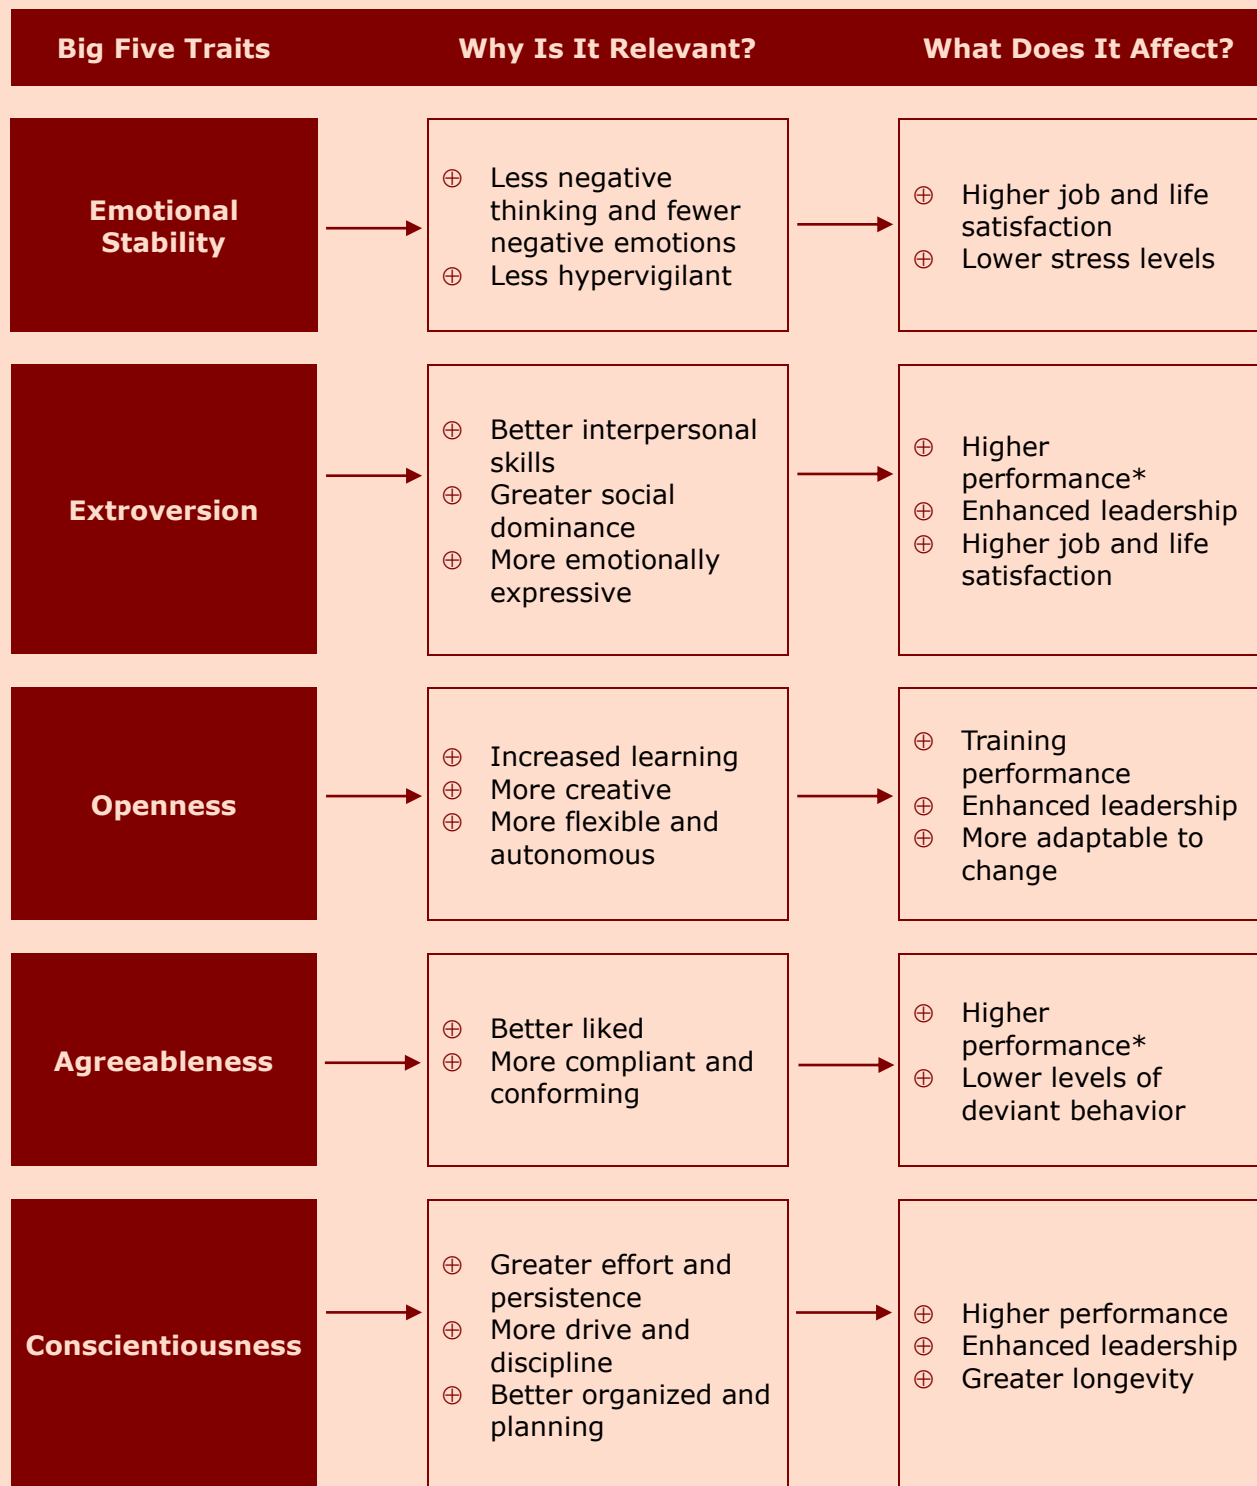 Big Five Traits
Why Is It Relevant?
What Does It Affect?
Emotional
Stability
⊕ Less negative
thinking and fewer
negative emotions
⊕ Less hypervigilant
⊕ Higher job and life
satisfaction
⊕ Lower stress levels
Extroversion
⊕ Better interpersonal
skills
⊕ Greater social
dominance
⊕ More emotionally
expressive
⊕ Higher
performance*
⊕ Enhanced leadership
⊕ Higher job and life
satisfaction
Openness
⊕ Increased learning
⊕ More creative
⊕ More flexible and
autonomous
⊕ Training
performance
⊕ Enhanced leadership
⊕ More adaptable to
change
Agreeableness
⊕ Better liked
⊕ More compliant and
conforming
⊕ Higher
performance*
⊕ Lower levels of
deviant behavior
Conscientiousness
⊕ Greater effort and
persistence
⊕ More drive and
discipline
⊕ Better organized and
planning
⊕ Higher performance
⊕ Enhanced leadership
⊕ Greater longevity